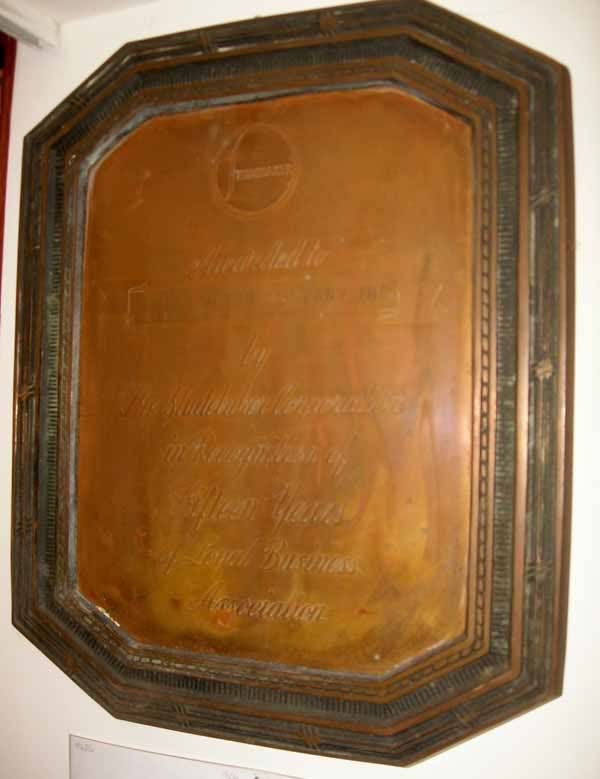 STUDEBAKER
Awarded to
by
The Studebaker Corporation
in Recognition of
Fifteen Years
of Loyal Business
Association